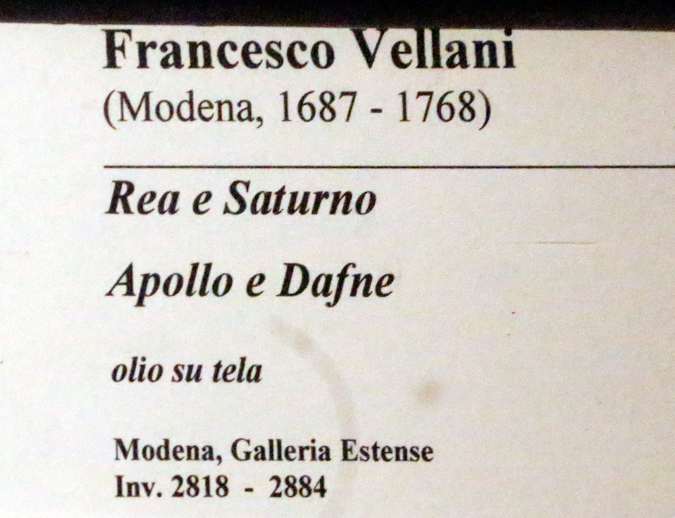 Francesco Vellani
(Modena, 1687 - 1768)
Rea e Saturno
Apollo e Dafne
olio su tela
Modena, Galleria Estense
Inv. 2818 - 2884